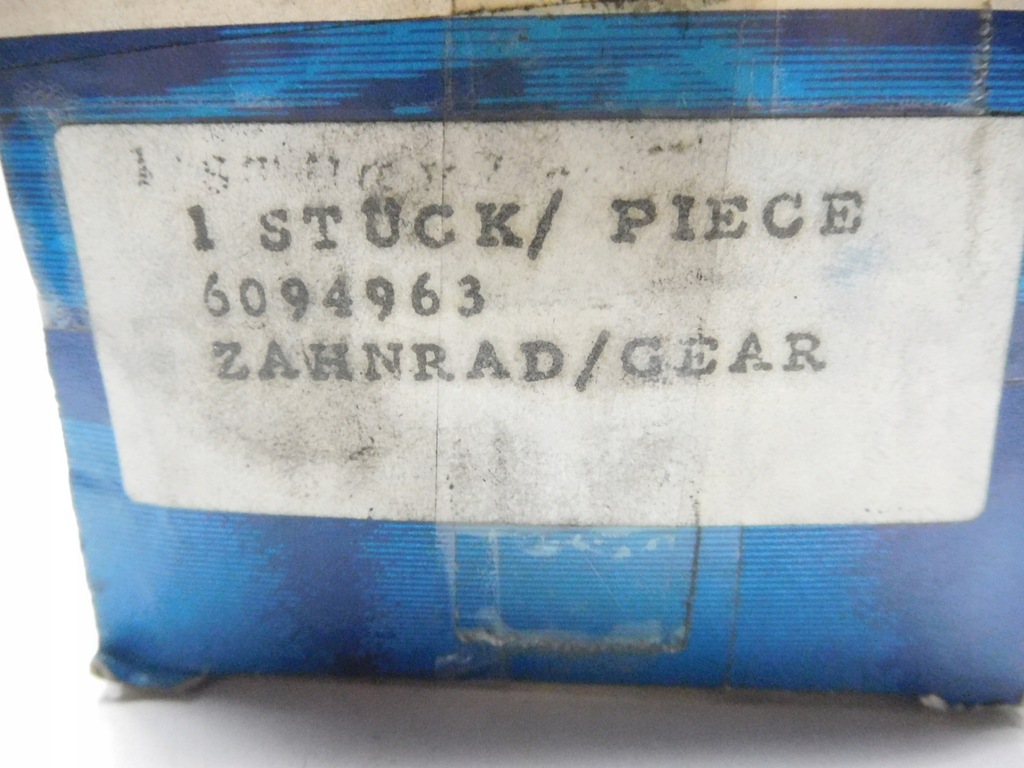 1 STÜCK/ PIECE
6094963
ZAHNRAD/GEAR